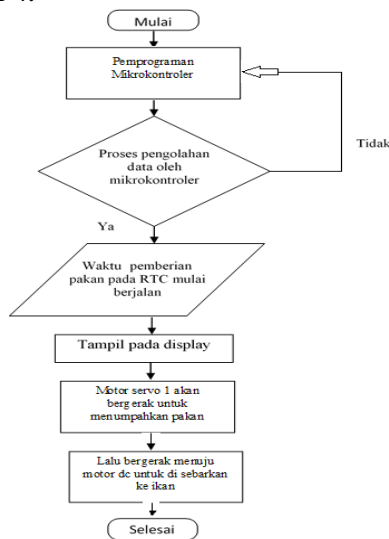 Mulai
Pemprograman
Mikrokontroler
Proses pengolahan
data oleh
mikrokontroler
Tidak
Ya
Waktu pemberian
pakan pada RTC mulai
berjalan
Tampil pada display
Motor servo 1 akan
bergerak untuk
menumpahkan pakan
Lalu bergerak menuju
motor dc untuk di sebarkan
ke ikan
Selesai